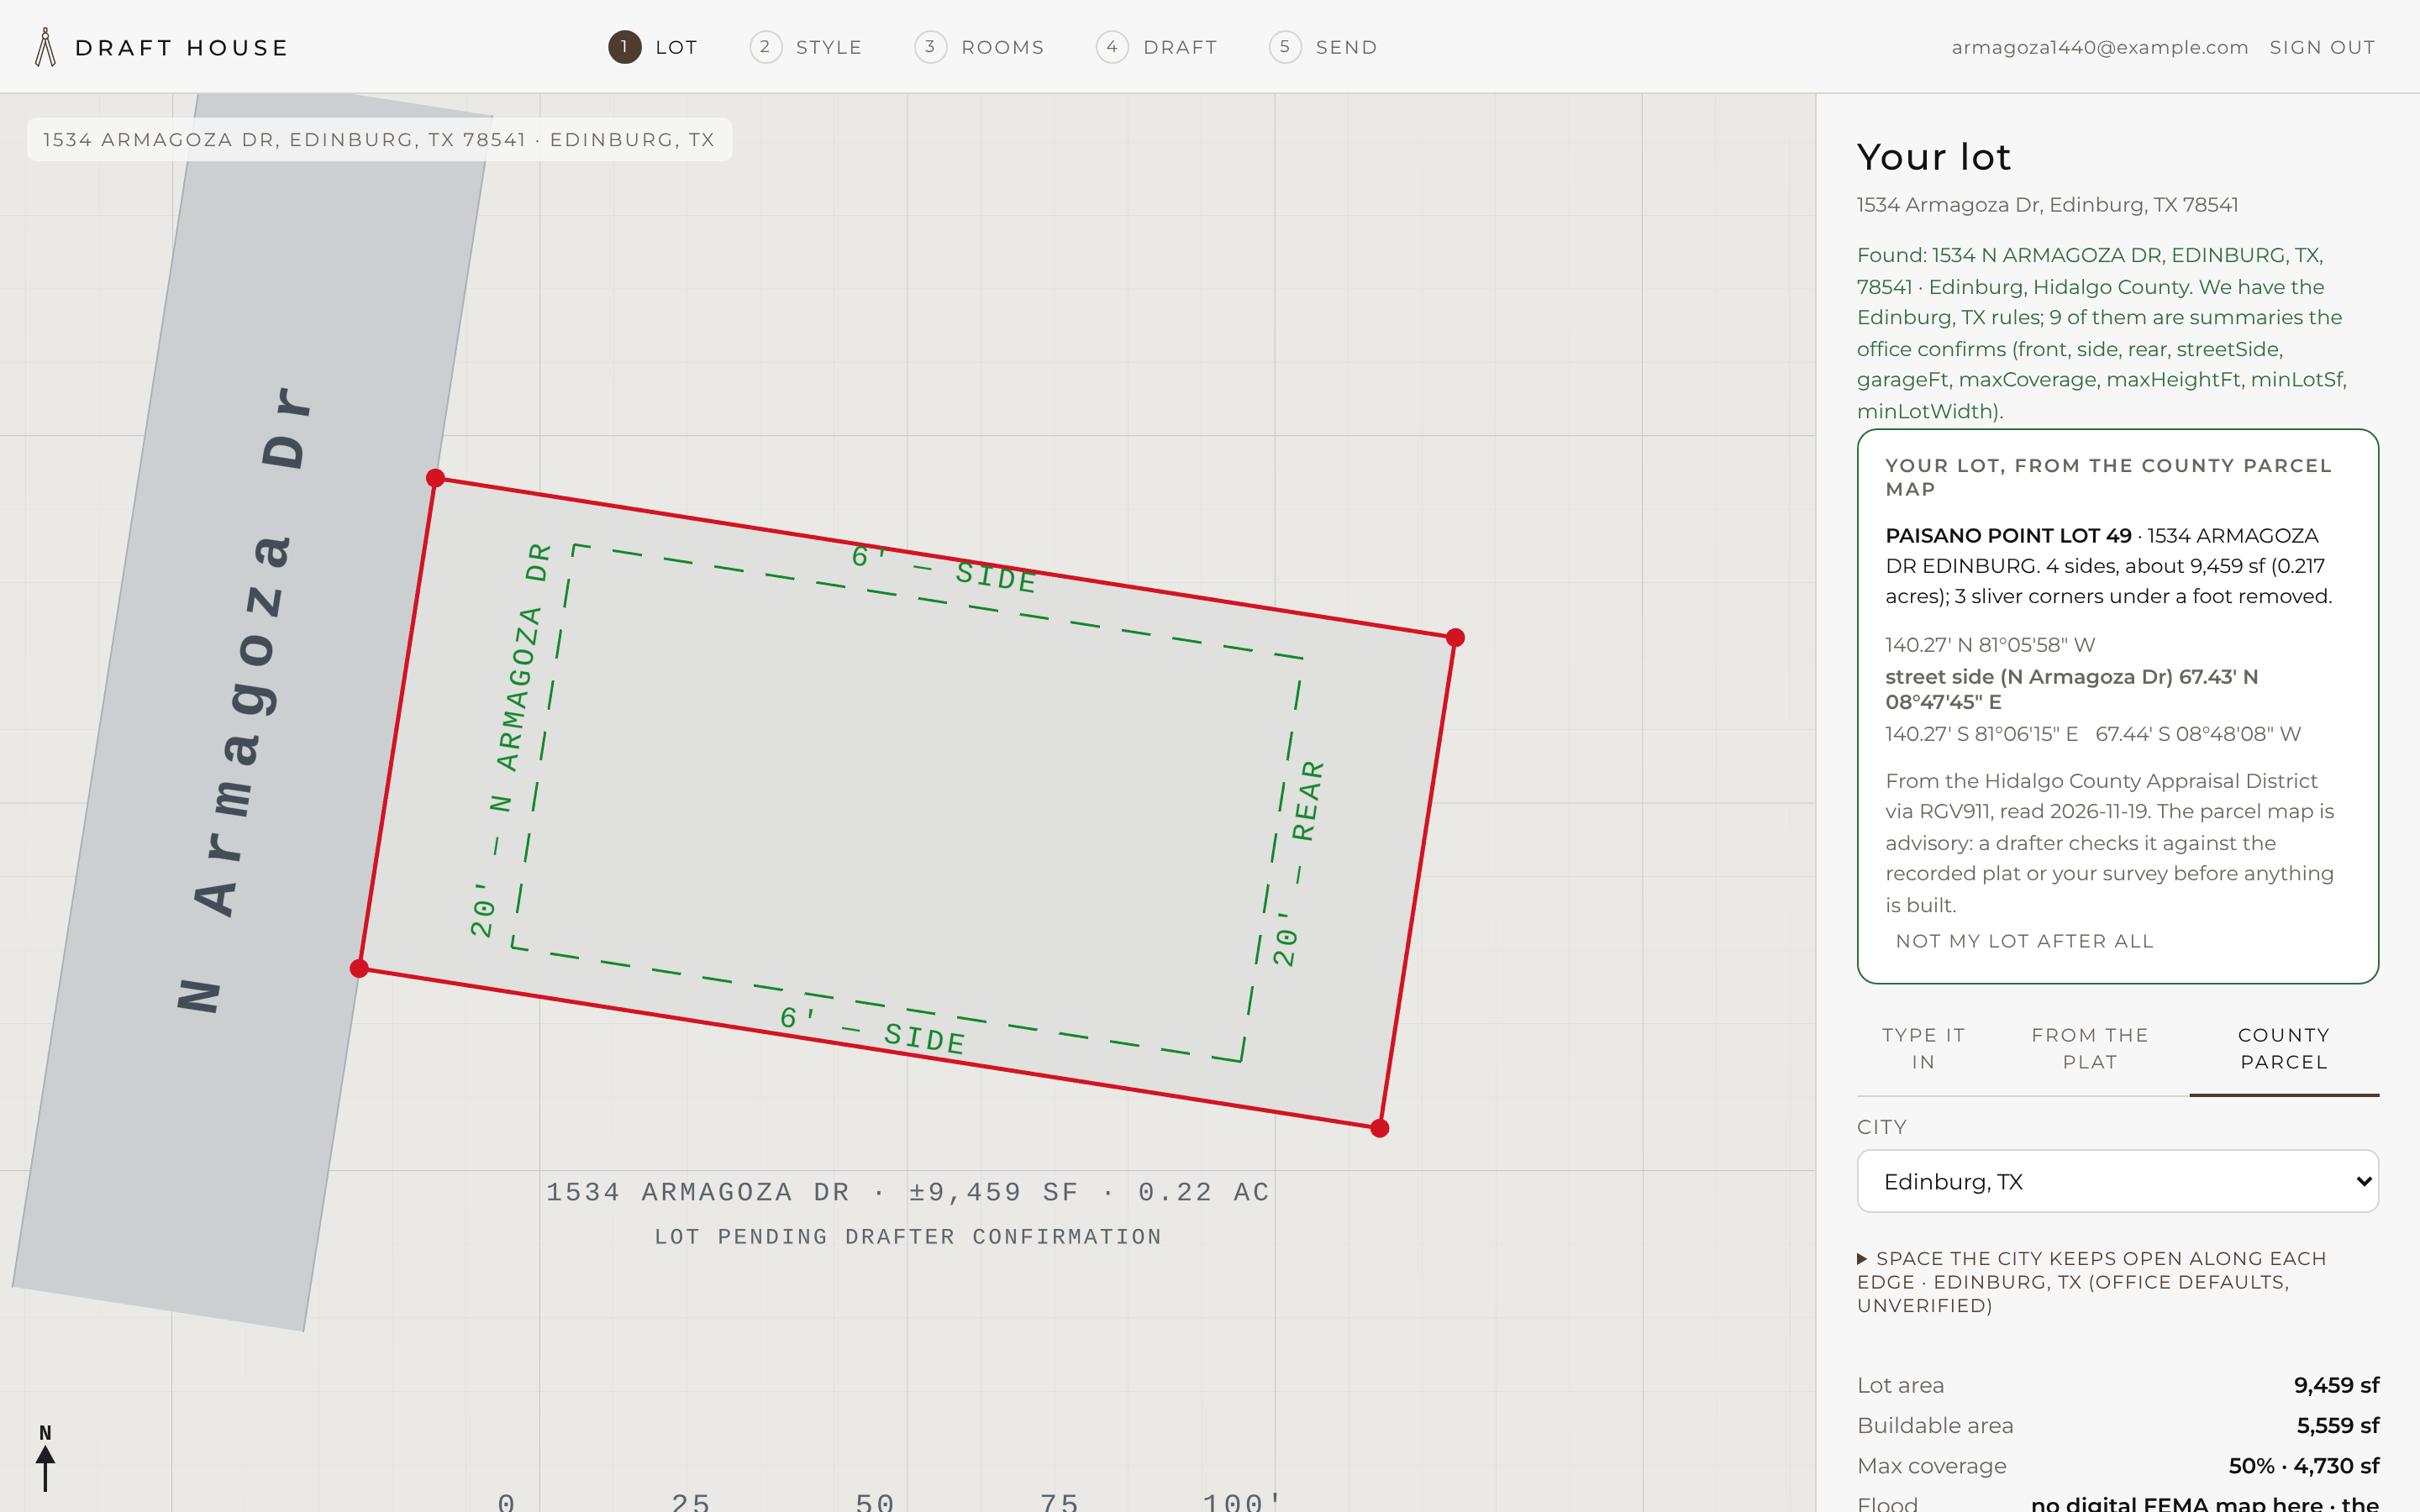 DRAFT HOUSE
1 LOT
2 STYLE
3 ROOMS
4 DRAFT
5 SEND
armagoza1440@example.com SIGN OUT
1534 ARMAGOZA DR, EDINBURG, TX 78541 · EDINBURG, TX
N Armagoza Dr
20' — N ARMAGOZA DR
6' — SIDE
20' — REAR
6' — SIDE
1534 ARMAGOZA DR · ±9,459 SF · 0.22 AC
LOT PENDING DRAFTER CONFIRMATION
N
0 25 50 75 100'
Your lot
1534 Armagoza Dr, Edinburg, TX 78541
Found: 1534 N ARMAGOZA DR, EDINBURG, TX,
78541 · Edinburg, Hidalgo County. We have the
Edinburg, TX rules; 9 of them are summaries the
office confirms (front, side, rear, streetSide,
garageFt, maxCoverage, maxHeightFt, minLotSf,
minLotWidth).
YOUR LOT, FROM THE COUNTY PARCEL
MAP
PAISANO POINT LOT 49 · 1534 ARMAGOZA
DR EDINBURG. 4 sides, about 9,459 sf (0.217
acres); 3 sliver corners under a foot removed.
140.27' N 81°05'58" W
street side (N Armagoza Dr) 67.43' N
08°47'45" E
140.27' S 81°06'15" E 67.44' S 08°48'08" W
From the Hidalgo County Appraisal District
via RGV911, read 2026-11-19. The parcel map is
advisory: a drafter checks it against the
recorded plat or your survey before anything
is built.
NOT MY LOT AFTER ALL
TYPE IT
IN
FROM THE
PLAT
COUNTY
PARCEL
CITY
Edinburg, TX
▶ SPACE THE CITY KEEPS OPEN ALONG EACH
EDGE · EDINBURG, TX (OFFICE DEFAULTS,
UNVERIFIED)
Lot area 9,459 sf
Buildable area 5,559 sf
Max coverage 50% · 4,730 sf
Flood no digital FEMA map here · the